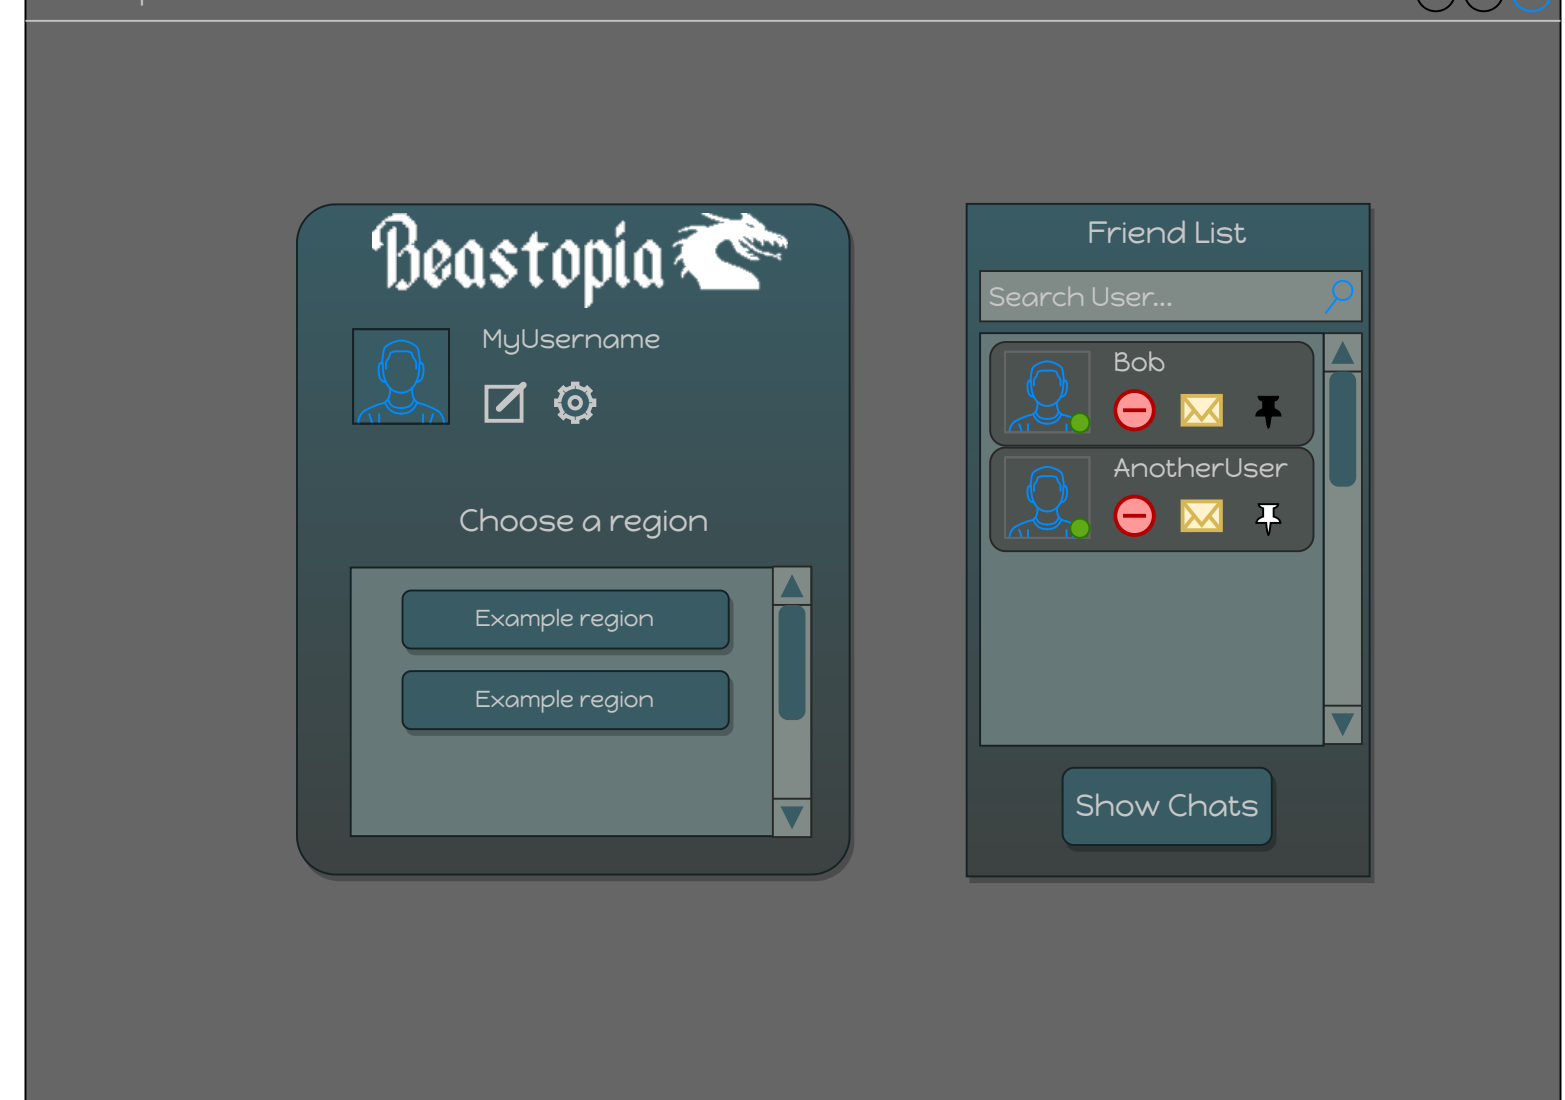 Beastopia
MyUsername
Choose a region
Example region
Example region
Friend List
Search User...
Bob
AnotherUser
Show Chats